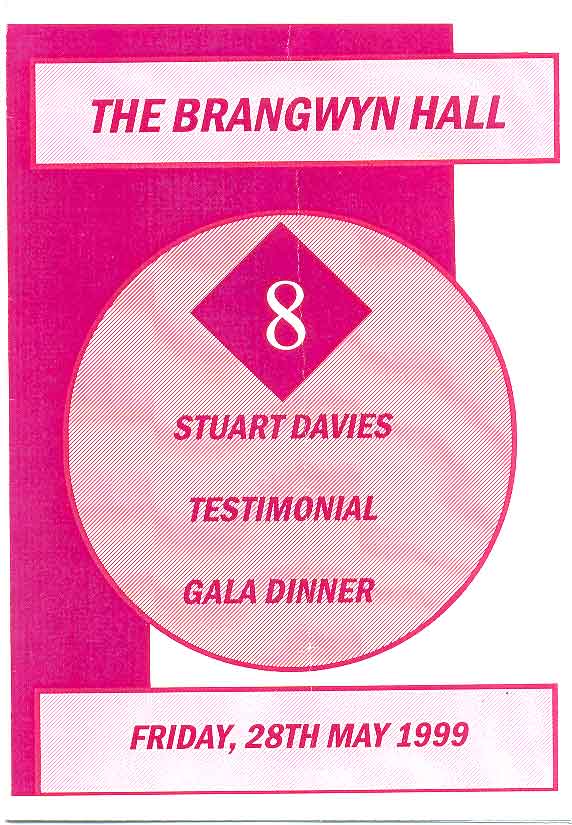 THE BRANGWYN HALL
8
STUART DAVIES
TESTIMONIAL
GALA DINNER
FRIDAY, 28TH MAY 1999